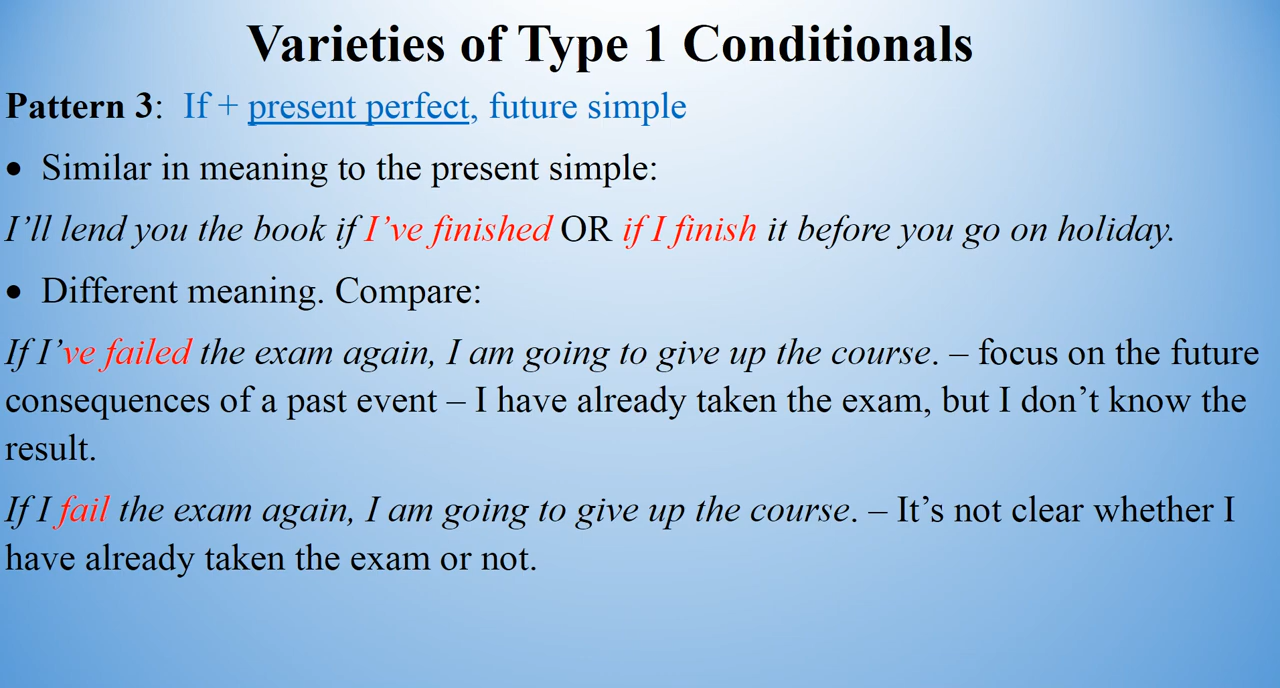 Varieties of Type 1 Conditionals
Pattern 3:  If + present perfect, future simple
• Similar in meaning to the present simple:
I’ll lend you the book if I’ve finished OR if I finish it before you go on holiday.
• Different meaning. Compare:
If I’ve failed the exam again, I am going to give up the course. – focus on the future
consequences of a past event – I have already taken the exam, but I don’t know the
result.
If I fail the exam again, I am going to give up the course. – It’s not clear whether I
have already taken the exam or not.